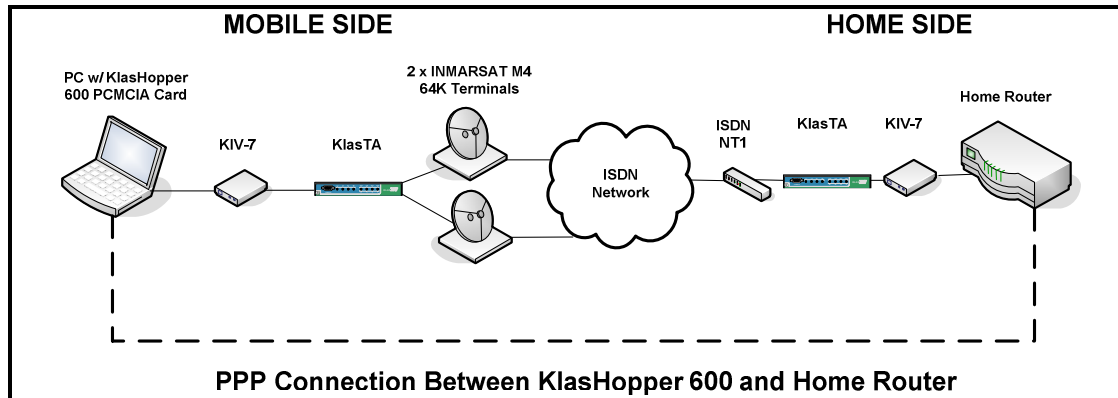 MOBILE SIDE
HOME SIDE
PC w/ KlasHopper
600 PCMCIA Card
KIV-7
KlasTA
2 x INMARSAT M4
64K Terminals
ISDN
Network
ISDN
NT1
KlasTA
KIV-7
Home Router
PPP Connection Between KlasHopper 600 and Home Router